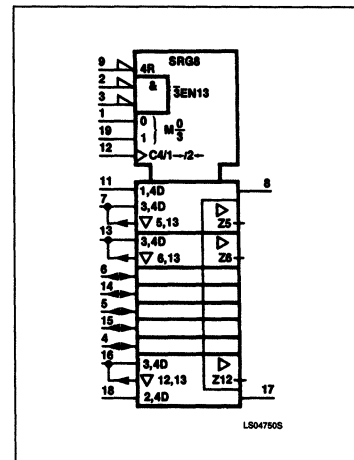 SRG8
9 4R
2 &
3 3̅EN13
1 0 } M 0/3
19 1
12 C4/1→/2←
11 1,4D 8
7 3,4D
▽ 5,13 ▷ Z5
13 3,4D
▽ 6,13 ▷ Z6
6
14
5
15
4
16 3,4D
▽ 12,13 ▷ Z12
18 2,4D 17
LS04750S